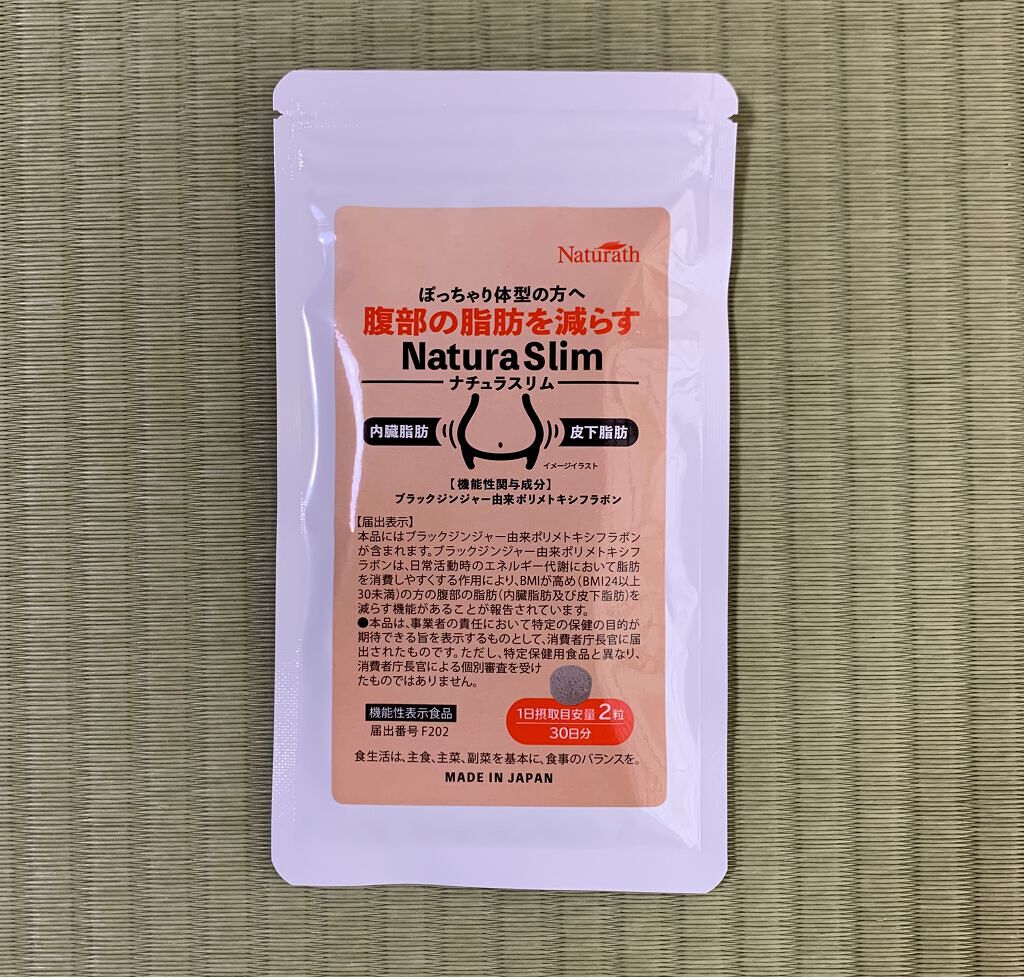 Naturath
ぽっちゃり体型の方へ
腹部の脂肪を減らす
Natura Slim
ナチュラスリム
内臓脂肪
皮下脂肪
イメージイラスト
【機能性関与成分】
ブラックジンジャー由来ポリメトキシフラボン
【届出表示】
本品にはブラックジンジャー由来ポリメトキシフラボン
が含まれます。ブラックジンジャー由来ポリメトキシフ
ラボンは、日常活動時のエネルギー代謝において脂肪
を消費しやすくする作用により、BMIが高め(BMI24以上
30未満)の方の腹部の脂肪(内臓脂肪及び皮下脂肪)を
減らす機能があることが報告されています。
●本品は、事業者の責任において特定の保健の目的が
期待できる旨を表示するものとして、消費者庁長官に届
出されたものです。ただし、特定保健用食品と異なり、
消費者庁長官による個別審査を受け
たものではありません。
機能性表示食品
届出番号 F202
1日摂取目安量 2粒
30日分
食生活は、主食、主菜、副菜を基本に、食事のバランスを。
MADE IN JAPAN